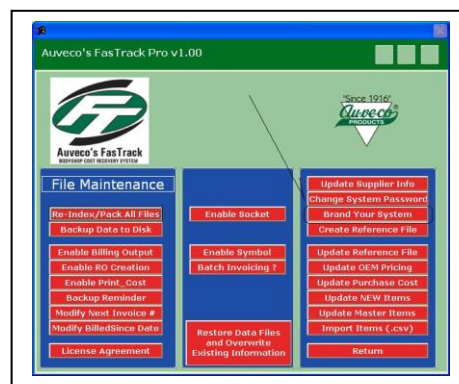 Auveco's FasTrack Pro v1.00
Auveco's FasTrack
BODYSHOP COST RECOVERY SYSTEM
"Since 1916"
Au-ve-co
PRODUCTS
File Maintenance
Re-Index/Pack All Files
Backup Data to Disk
Enable Billing Output
Enable RO Creation
Enable Print_Cost
Backup Reminder
Modify Next Invoice #
Modify BilledSince Date
License Agreement
Enable Socket
Enable Symbol
Batch Invoicing ?
Restore Data Files
and Overwrite
Existing Information
Update Supplier Info
Change System Password
Brand Your System
Create Reference File
Update Reference File
Update OEM Pricing
Update Purchase Cost
Update NEW Items
Update Master Items
Import Items (.csv)
Return